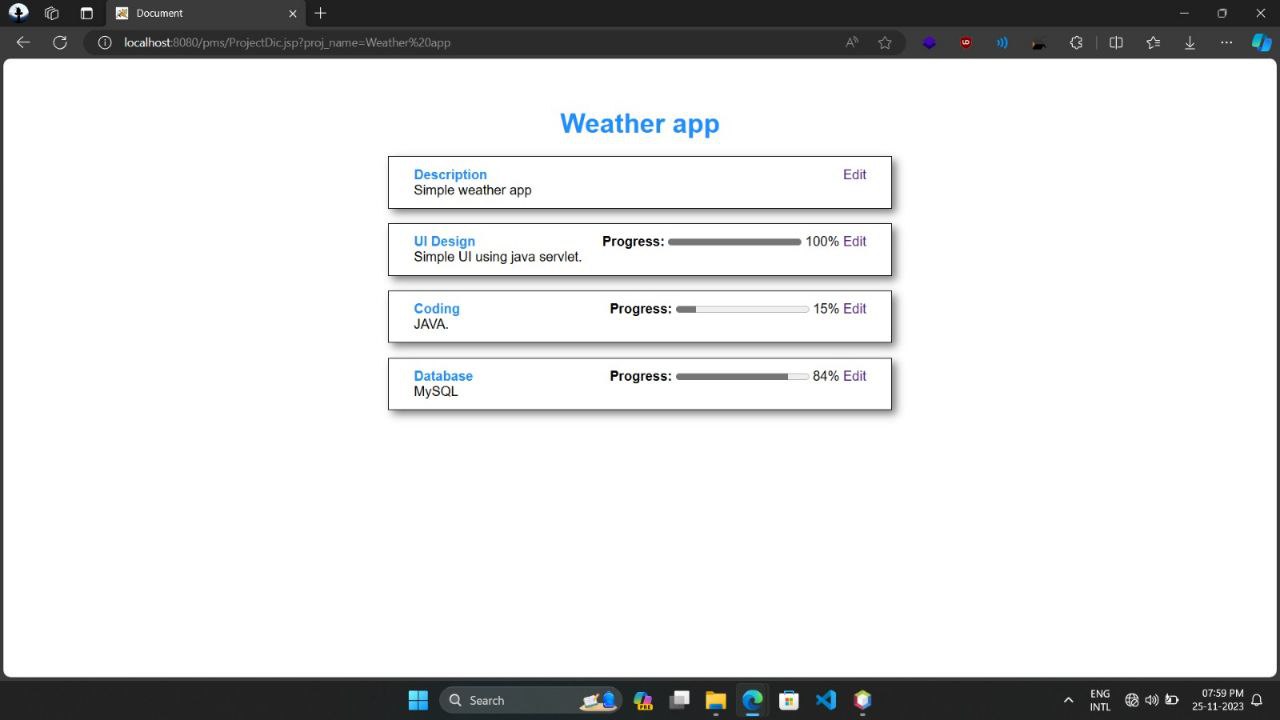 Document
localhost:8080/pms/ProjectDic.jsp?proj_name=Weather%20app
Weather app
Description Edit
Simple weather app
UI Design Progress: 100% Edit
Simple UI using java servlet.
Coding Progress: 15% Edit
JAVA.
Database Progress: 84% Edit
MySQL
Search
PRE
ENG
INTL
07:59 PM
25-11-2023